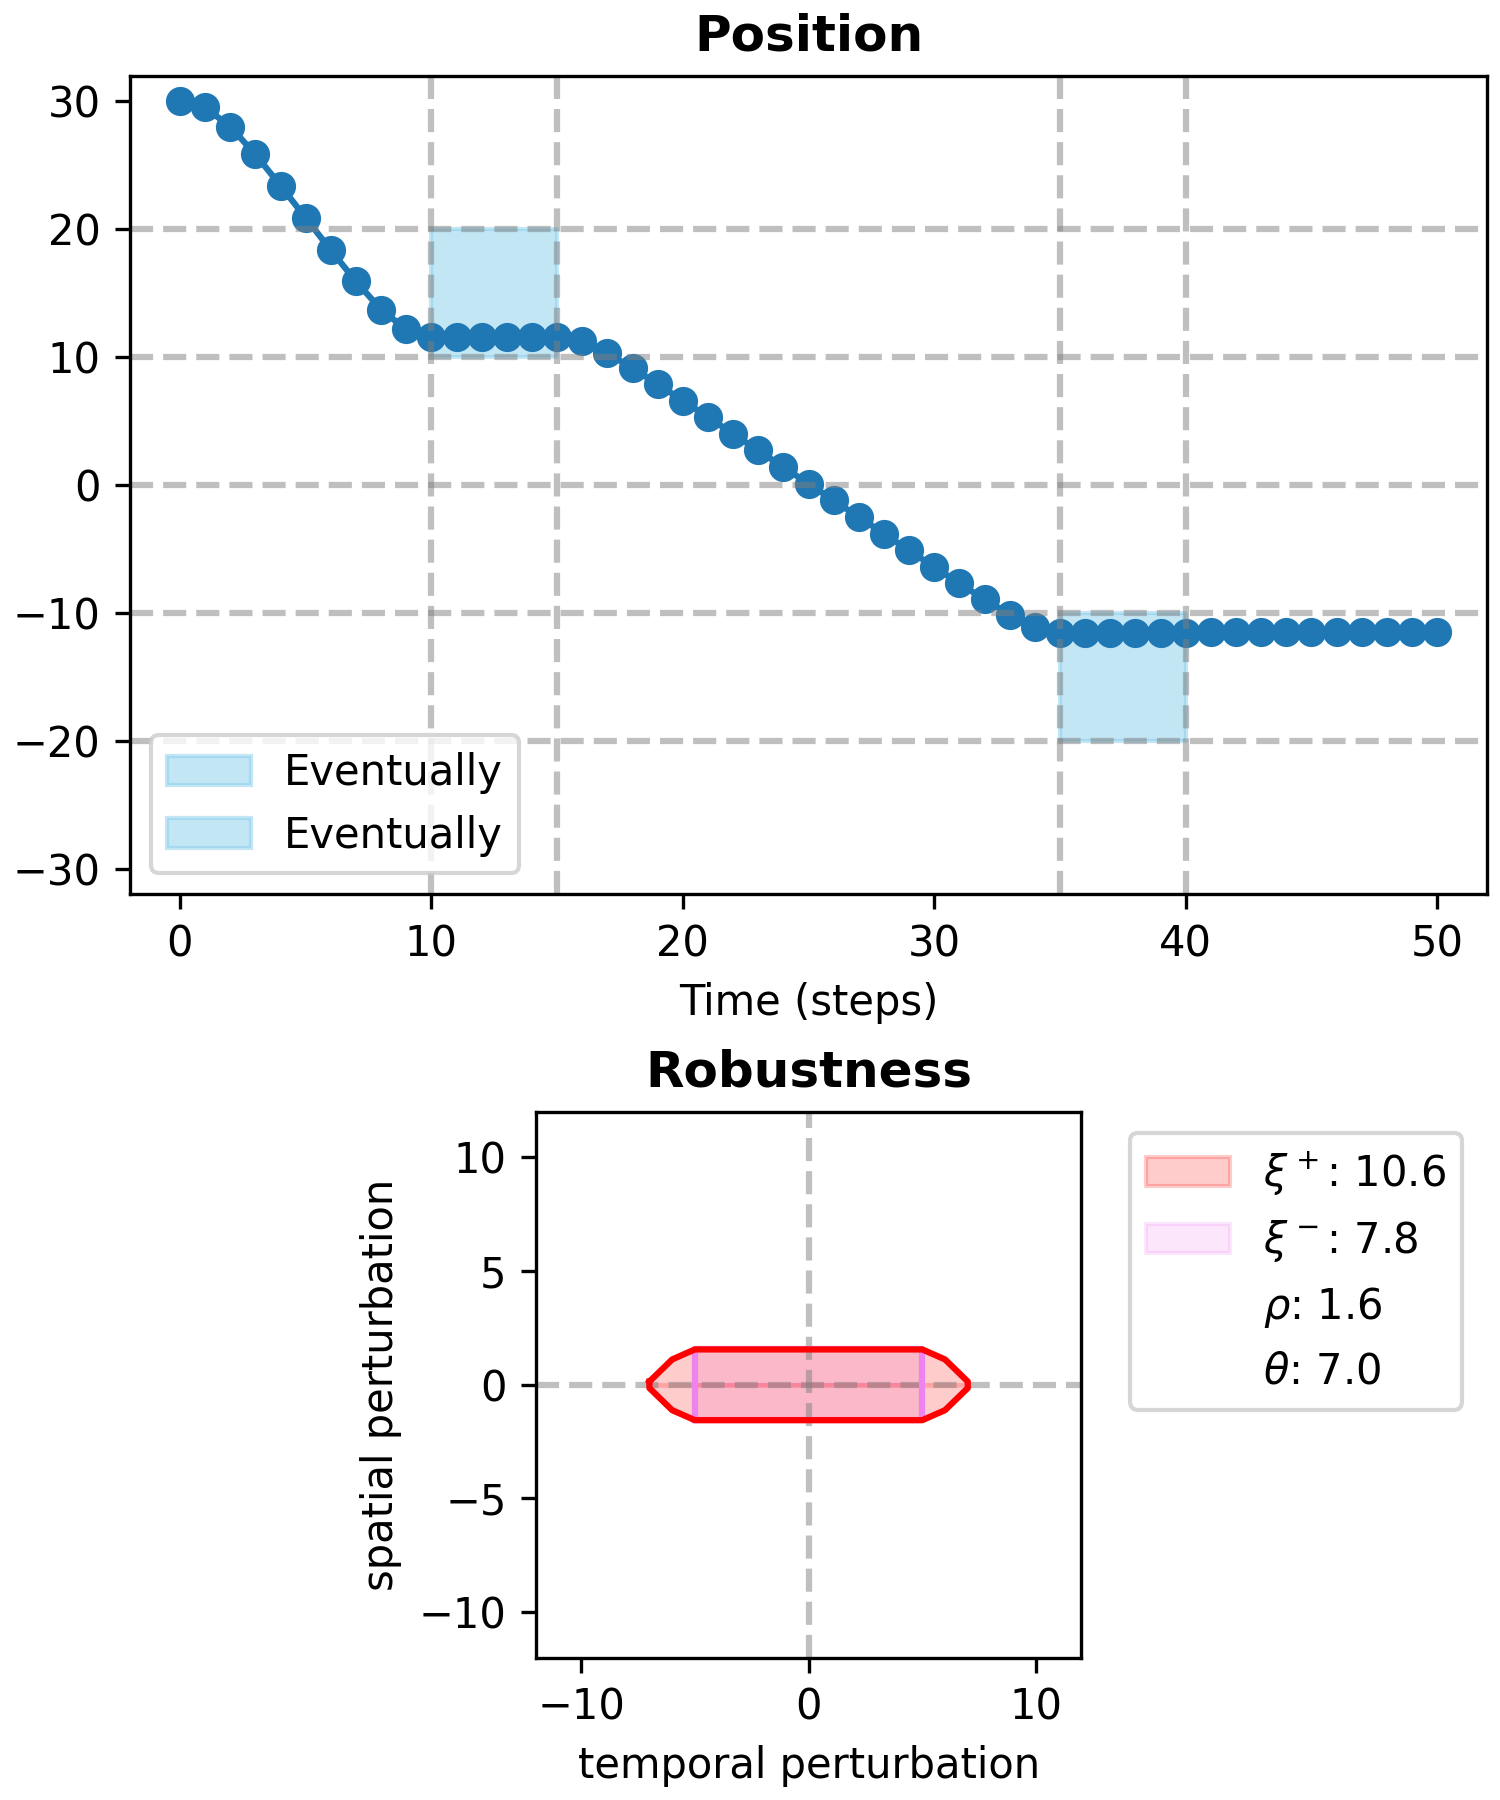 Position
30
20
10
0
−10
−20
−30
Eventually
Eventually
0 10 20 30 40 50
Time (steps)
Robustness
spatial perturbation
10
5
0
−5
−10
−10 0 10
temporal perturbation
ξ⁺: 10.6
ξ⁻: 7.8
ρ: 1.6
θ: 7.0